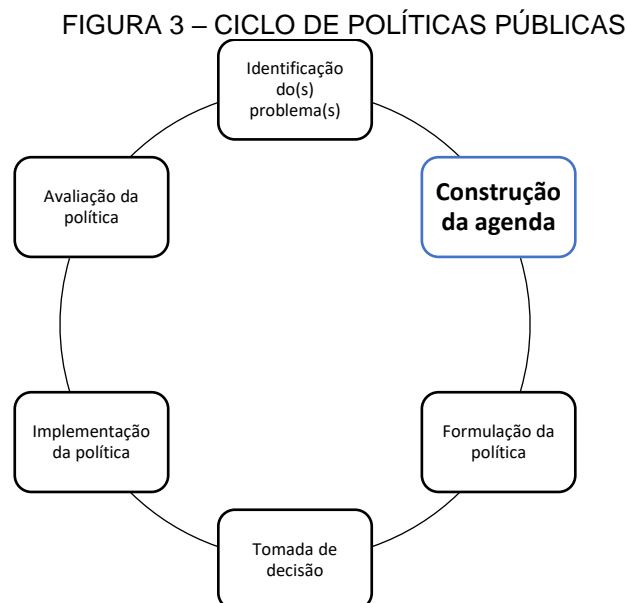 FIGURA 3 – CICLO DE POLÍTICAS PÚBLICAS
Identificação
do(s)
problema(s)
Construção
da agenda
Formulação da
política
Tomada de
decisão
Implementação
da política
Avaliação da
política